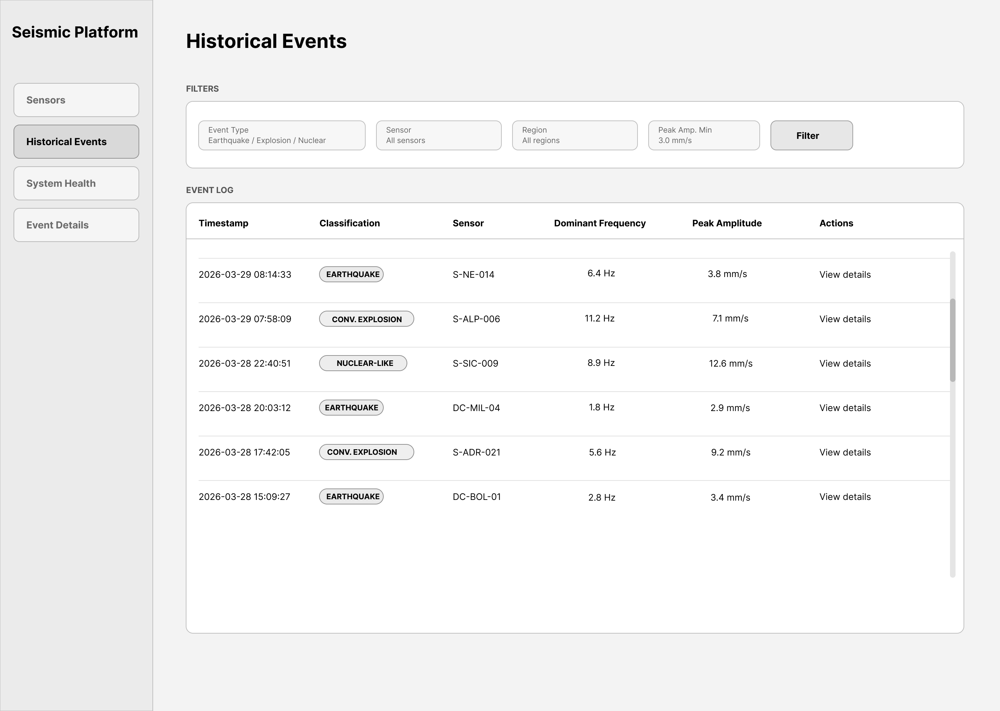 Seismic Platform
Sensors
Historical Events
System Health
Event Details
Historical Events
FILTERS
Event Type
Earthquake / Explosion / Nuclear
Sensor
All sensors
Region
All regions
Peak Amp. Min
3.0 mm/s
Filter
EVENT LOG
Timestamp Classification Sensor Dominant Frequency Peak Amplitude Actions
2026-03-29 08:14:33 EARTHQUAKE S-NE-014 6.4 Hz 3.8 mm/s View details
2026-03-29 07:58:09 CONV. EXPLOSION S-ALP-006 11.2 Hz 7.1 mm/s View details
2026-03-28 22:40:51 NUCLEAR-LIKE S-SIC-009 8.9 Hz 12.6 mm/s View details
2026-03-28 20:03:12 EARTHQUAKE DC-MIL-04 1.8 Hz 2.9 mm/s View details
2026-03-28 17:42:05 CONV. EXPLOSION S-ADR-021 5.6 Hz 9.2 mm/s View details
2026-03-28 15:09:27 EARTHQUAKE DC-BOL-01 2.8 Hz 3.4 mm/s View details